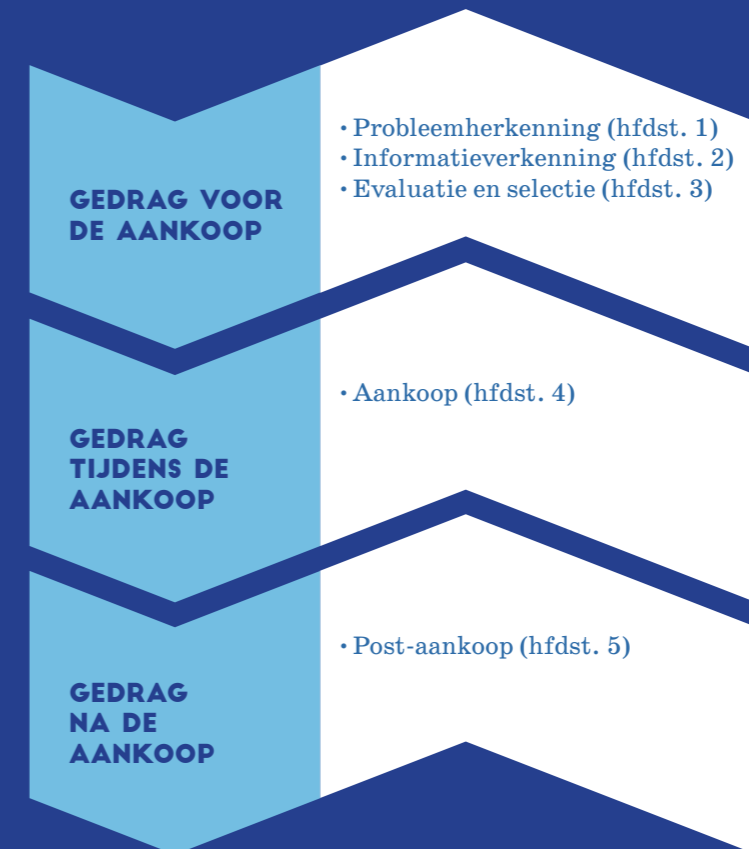 GEDRAG VOOR
DE AANKOOP
• Probleemherkenning (hfdst. 1)
• Informatieverkenning (hfdst. 2)
• Evaluatie en selectie (hfdst. 3)
GEDRAG
TIJDENS DE
AANKOOP
• Aankoop (hfdst. 4)
GEDRAG
NA DE
AANKOOP
• Post-aankoop (hfdst. 5)